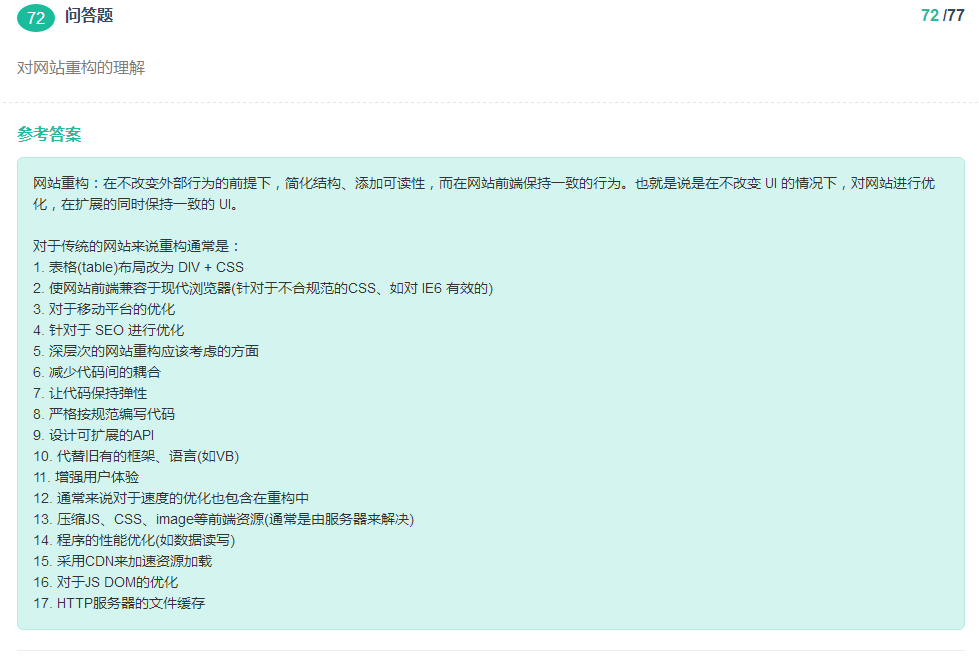 72 问答题 72 /77
对网站重构的理解
参考答案
网站重构：在不改变外部行为的前提下，简化结构、添加可读性，而在网站前端保持一致的行为。也就是说是在不改变 UI 的情况下，对网站进行优
化，在扩展的同时保持一致的 UI。
对于传统的网站来说重构通常是：
1. 表格(table)布局改为 DIV + CSS
2. 使网站前端兼容于现代浏览器(针对于不合规范的CSS、如对 IE6 有效的)
3. 对于移动平台的优化
4. 针对于 SEO 进行优化
5. 深层次的网站重构应该考虑的方面
6. 减少代码间的耦合
7. 让代码保持弹性
8. 严格按规范编写代码
9. 设计可扩展的API
10. 代替旧有的框架、语言(如VB)
11. 增强用户体验
12. 通常来说对于速度的优化也包含在重构中
13. 压缩JS、CSS、image等前端资源(通常是由服务器来解决)
14. 程序的性能优化(如数据读写)
15. 采用CDN来加速资源加载
16. 对于JS DOM的优化
17. HTTP服务器的文件缓存